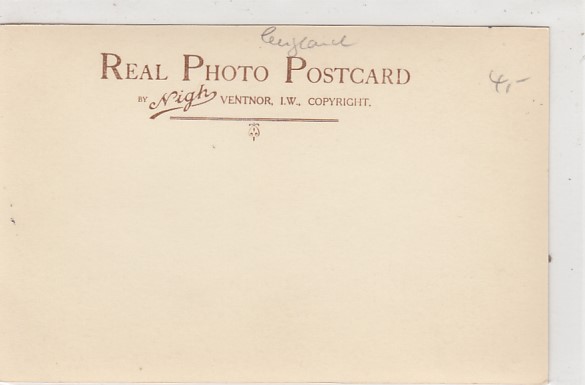 England
REAL PHOTO POSTCARD
4,-
BY Nigh VENTNOR, I.W., COPYRIGHT.